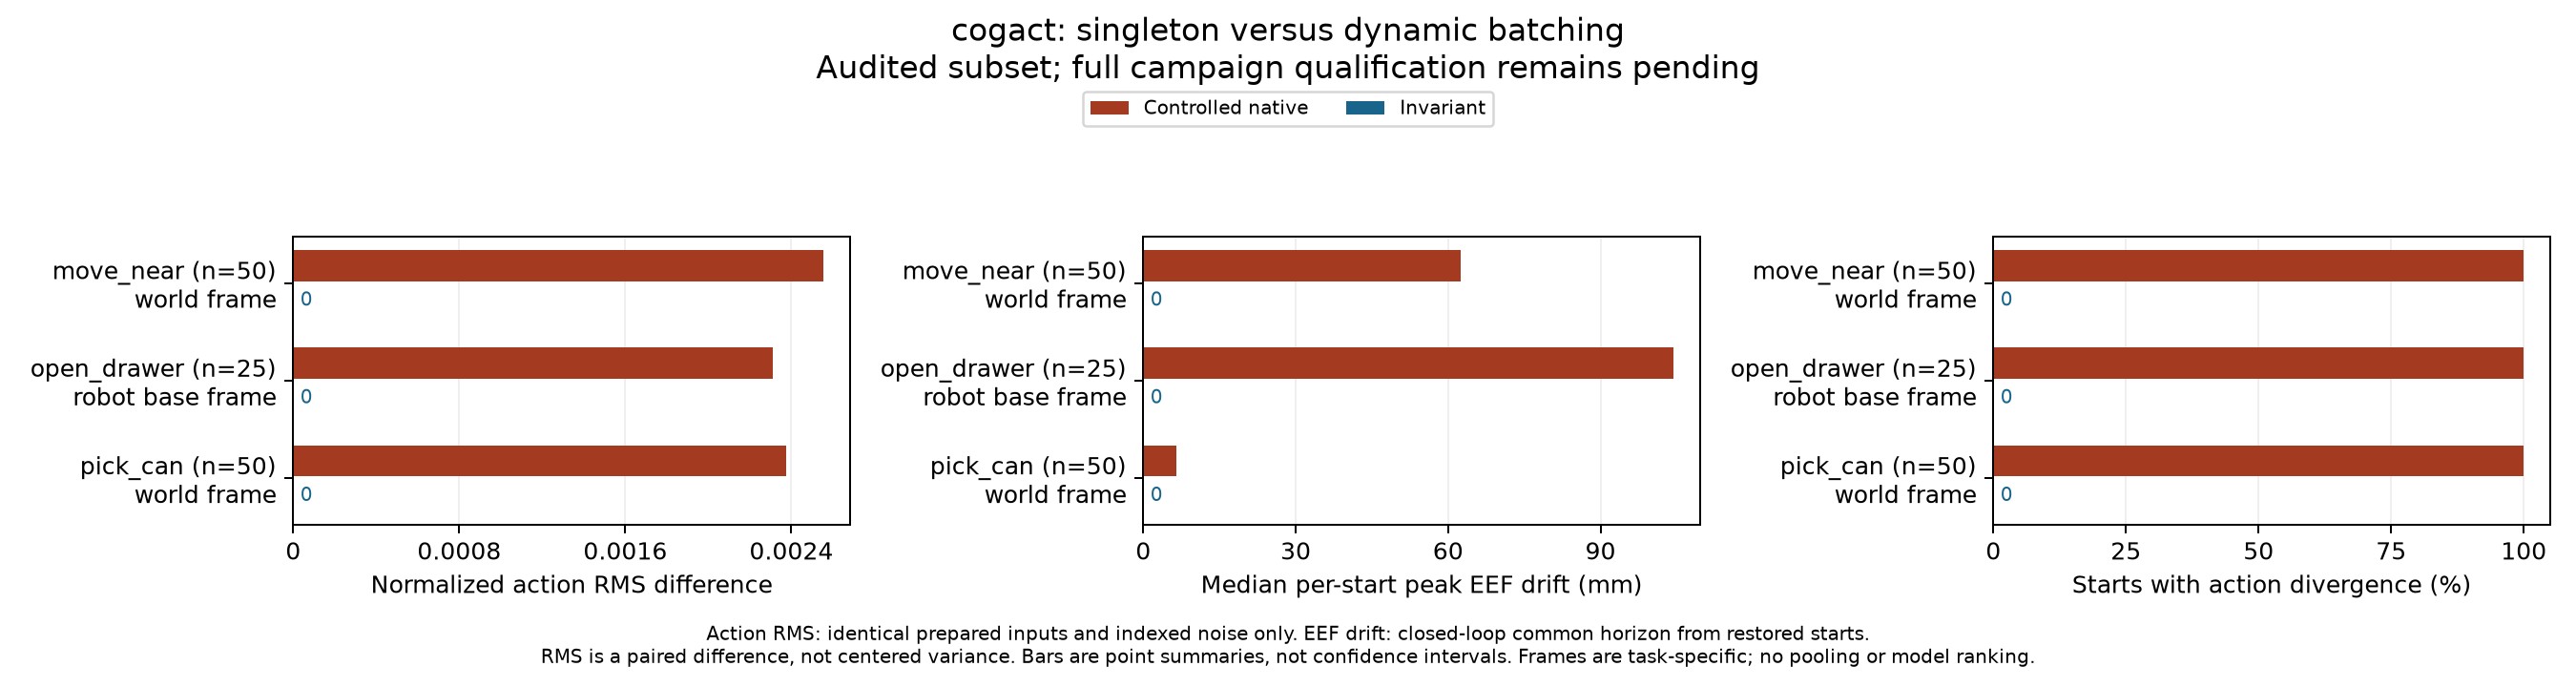 cogact: singleton versus dynamic batching
Audited subset; full campaign qualification remains pending
Controlled native
Invariant
move_near (n=50)
world frame
0
open_drawer (n=25)
robot base frame
0
pick_can (n=50)
world frame
0
0
0.0008
0.0016
0.0024
Normalized action RMS difference
move_near (n=50)
world frame
0
open_drawer (n=25)
robot base frame
0
pick_can (n=50)
world frame
0
0
30
60
90
Median per-start peak EEF drift (mm)
move_near (n=50)
world frame
0
open_drawer (n=25)
robot base frame
0
pick_can (n=50)
world frame
0
0
25
50
75
100
Starts with action divergence (%)
Action RMS: identical prepared inputs and indexed noise only. EEF drift: closed-loop common horizon from restored starts.
RMS is a paired difference, not centered variance. Bars are point summaries, not confidence intervals. Frames are task-specific; no pooling or model ranking.